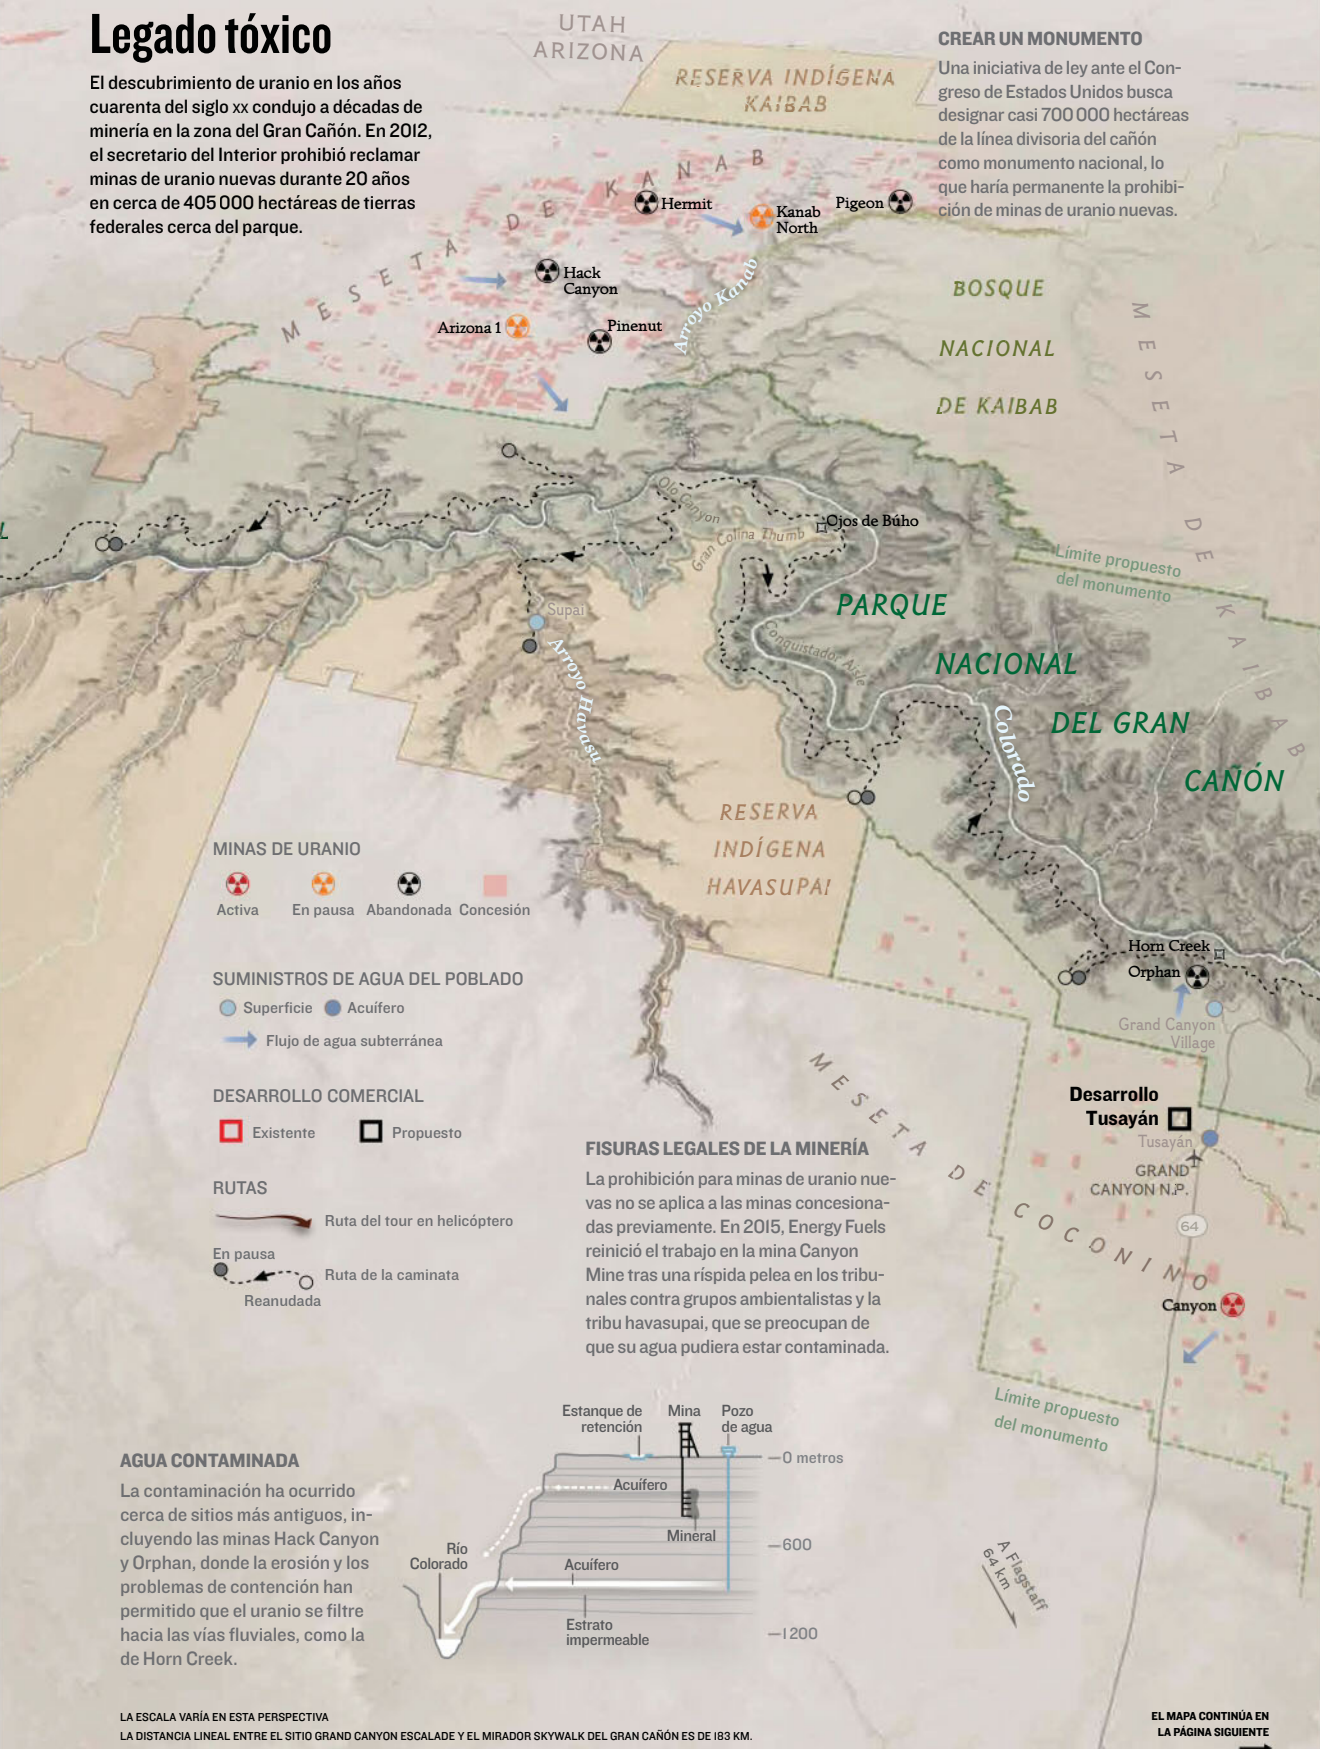 Legado tóxico
El descubrimiento de uranio en los años
cuarenta del siglo XX condujo a décadas de
minería en la zona del Gran Cañón. En 2012,
el secretario del Interior prohibió reclamar
minas de uranio nuevas durante 20 años
en cerca de 405 000 hectáreas de tierras
federales cerca del parque.
UTAH
ARIZONA
RESERVA INDÍGENA
KAIBAB
CREAR UN MONUMENTO
Una iniciativa de ley ante el Con-
greso de Estados Unidos busca
designar casi 700 000 hectáreas
de la línea divisoria del cañón
como monumento nacional, lo
que haría permanente la prohibi-
ción de minas de uranio nuevas.
MESETA DE KANAB
Hermit
Kanab
North
Pigeon
Hack
Canyon
Arizona 1
Pinenut
Arroyo Kanab
BOSQUE
NACIONAL
DE KAIBAB
MESETA DE KAIBAB
L
Olo Canyon
Gran Colina Thumb
Ojos de Búho
Límite propuesto
del monumento
Supai
Arroyo Havasu
Conquistador Aisle
PARQUE
NACIONAL
DEL GRAN
CAÑÓN
Colorado
RESERVA
INDÍGENA
HAVASUPAI
MINAS DE URANIO
Activa
En pausa
Abandonada
Concesión
SUMINISTROS DE AGUA DEL POBLADO
Superficie
Acuífero
Flujo de agua subterránea
DESARROLLO COMERCIAL
Existente
Propuesto
RUTAS
Ruta del tour en helicóptero
En pausa
Ruta de la caminata
Reanudada
Horn Creek
Orphan
Grand Canyon
Village
MESETA DE COCONINO
Desarrollo
Tusayán
Tusayán
GRAND
CANYON N.P.
64
Canyon
Límite propuesto
del monumento
A Flagstaff
64 km
FISURAS LEGALES DE LA MINERÍA
La prohibición para minas de uranio nue-
vas no se aplica a las minas concesiona-
das previamente. En 2015, Energy Fuels
reinició el trabajo en la mina Canyon
Mine tras una ríspida pelea en los tribu-
nales contra grupos ambientalistas y la
tribu havasupai, que se preocupan de
que su agua pudiera estar contaminada.
AGUA CONTAMINADA
La contaminación ha ocurrido
cerca de sitios más antiguos, in-
cluyendo las minas Hack Canyon
y Orphan, donde la erosión y los
problemas de contención han
permitido que el uranio se filtre
hacia las vías fluviales, como la
de Horn Creek.
Estanque de
retención
Mina
Pozo
de agua
0 metros
Acuífero
Mineral
600
Río
Colorado
Acuífero
Estrato
impermeable
1 200
LA ESCALA VARÍA EN ESTA PERSPECTIVA
LA DISTANCIA LINEAL ENTRE EL SITIO GRAND CANYON ESCALADE Y EL MIRADOR SKYWALK DEL GRAN CAÑÓN ES DE 183 KM.
EL MAPA CONTINÚA EN
LA PÁGINA SIGUIENTE